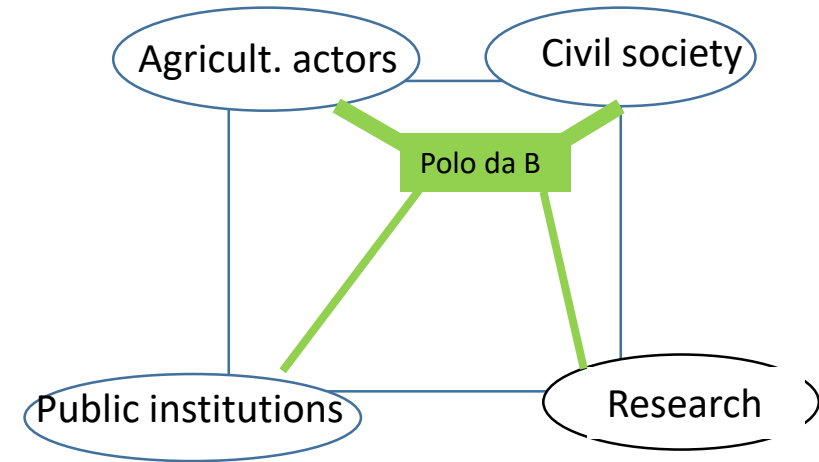 Agricult. actors
Civil society
Polo da B
Public institutions
Research